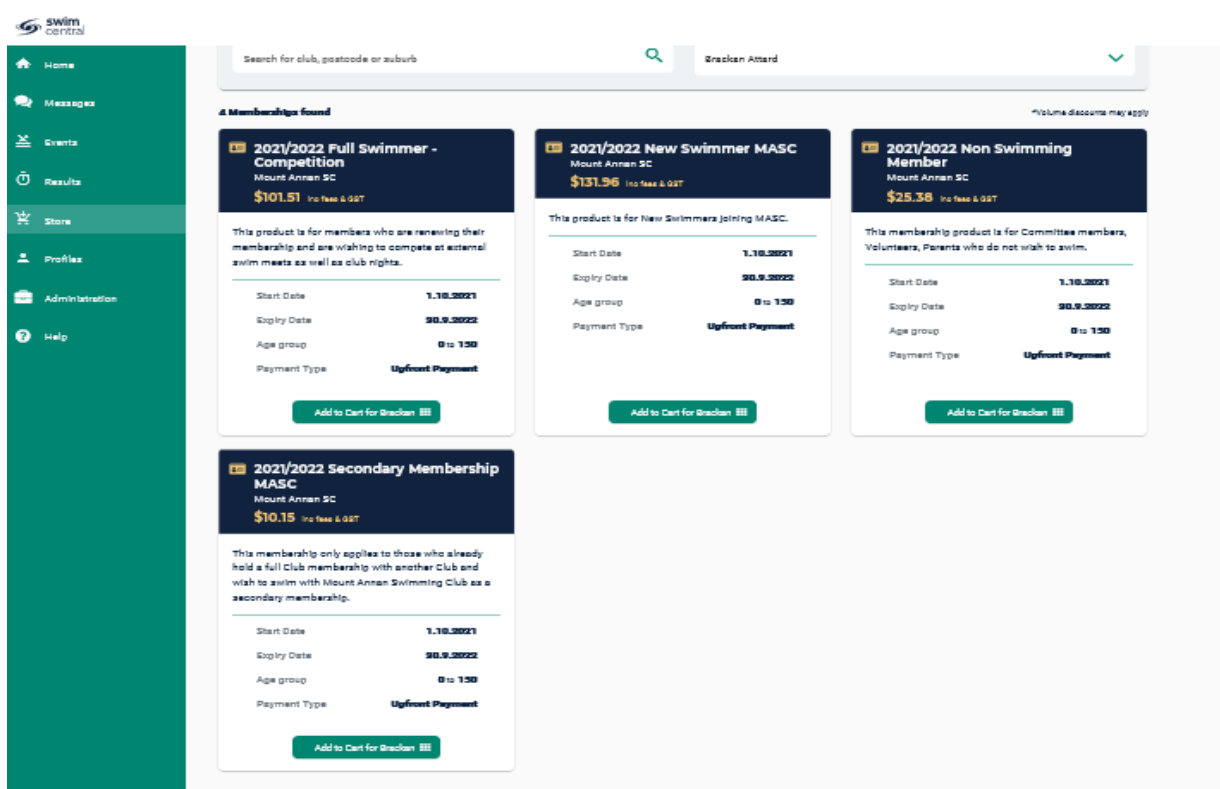 swim
central
Home
Messages
Events
Results
Store
Profiles
Administration
Help
Search for club, postcode or suburb
Bracken Attard
4 Memberships found
*Volume discounts may apply
2021/2022 Full Swimmer -
Competition
Mount Annan SC
$101.51 inc fees & GST
This product is for members who are renewing their
membership and are wishing to compete at external
swim meets as well as club nights.
Start Date 1.10.2021
Expiry Date 30.9.2022
Age group 0 to 150
Payment Type Upfront Payment
Add to Cart for Bracken
2021/2022 New Swimmer MASC
Mount Annan SC
$131.96 inc fees & GST
This product is for New Swimmers joining MASC.
Start Date 1.10.2021
Expiry Date 30.9.2022
Age group 0 to 150
Payment Type Upfront Payment
Add to Cart for Bracken
2021/2022 Non Swimming
Member
Mount Annan SC
$25.38 inc fees & GST
This membership product is for Committee members,
Volunteers, Parents who do not wish to swim.
Start Date 1.10.2021
Expiry Date 30.9.2022
Age group 0 to 150
Payment Type Upfront Payment
Add to Cart for Bracken
2021/2022 Secondary Membership
MASC
Mount Annan SC
$10.15 inc fees & GST
This membership only applies to those who already
hold a full Club membership with another Club and
wish to swim with Mount Annan Swimming Club as a
secondary membership.
Start Date 1.10.2021
Expiry Date 30.9.2022
Age group 0 to 150
Payment Type Upfront Payment
Add to Cart for Bracken